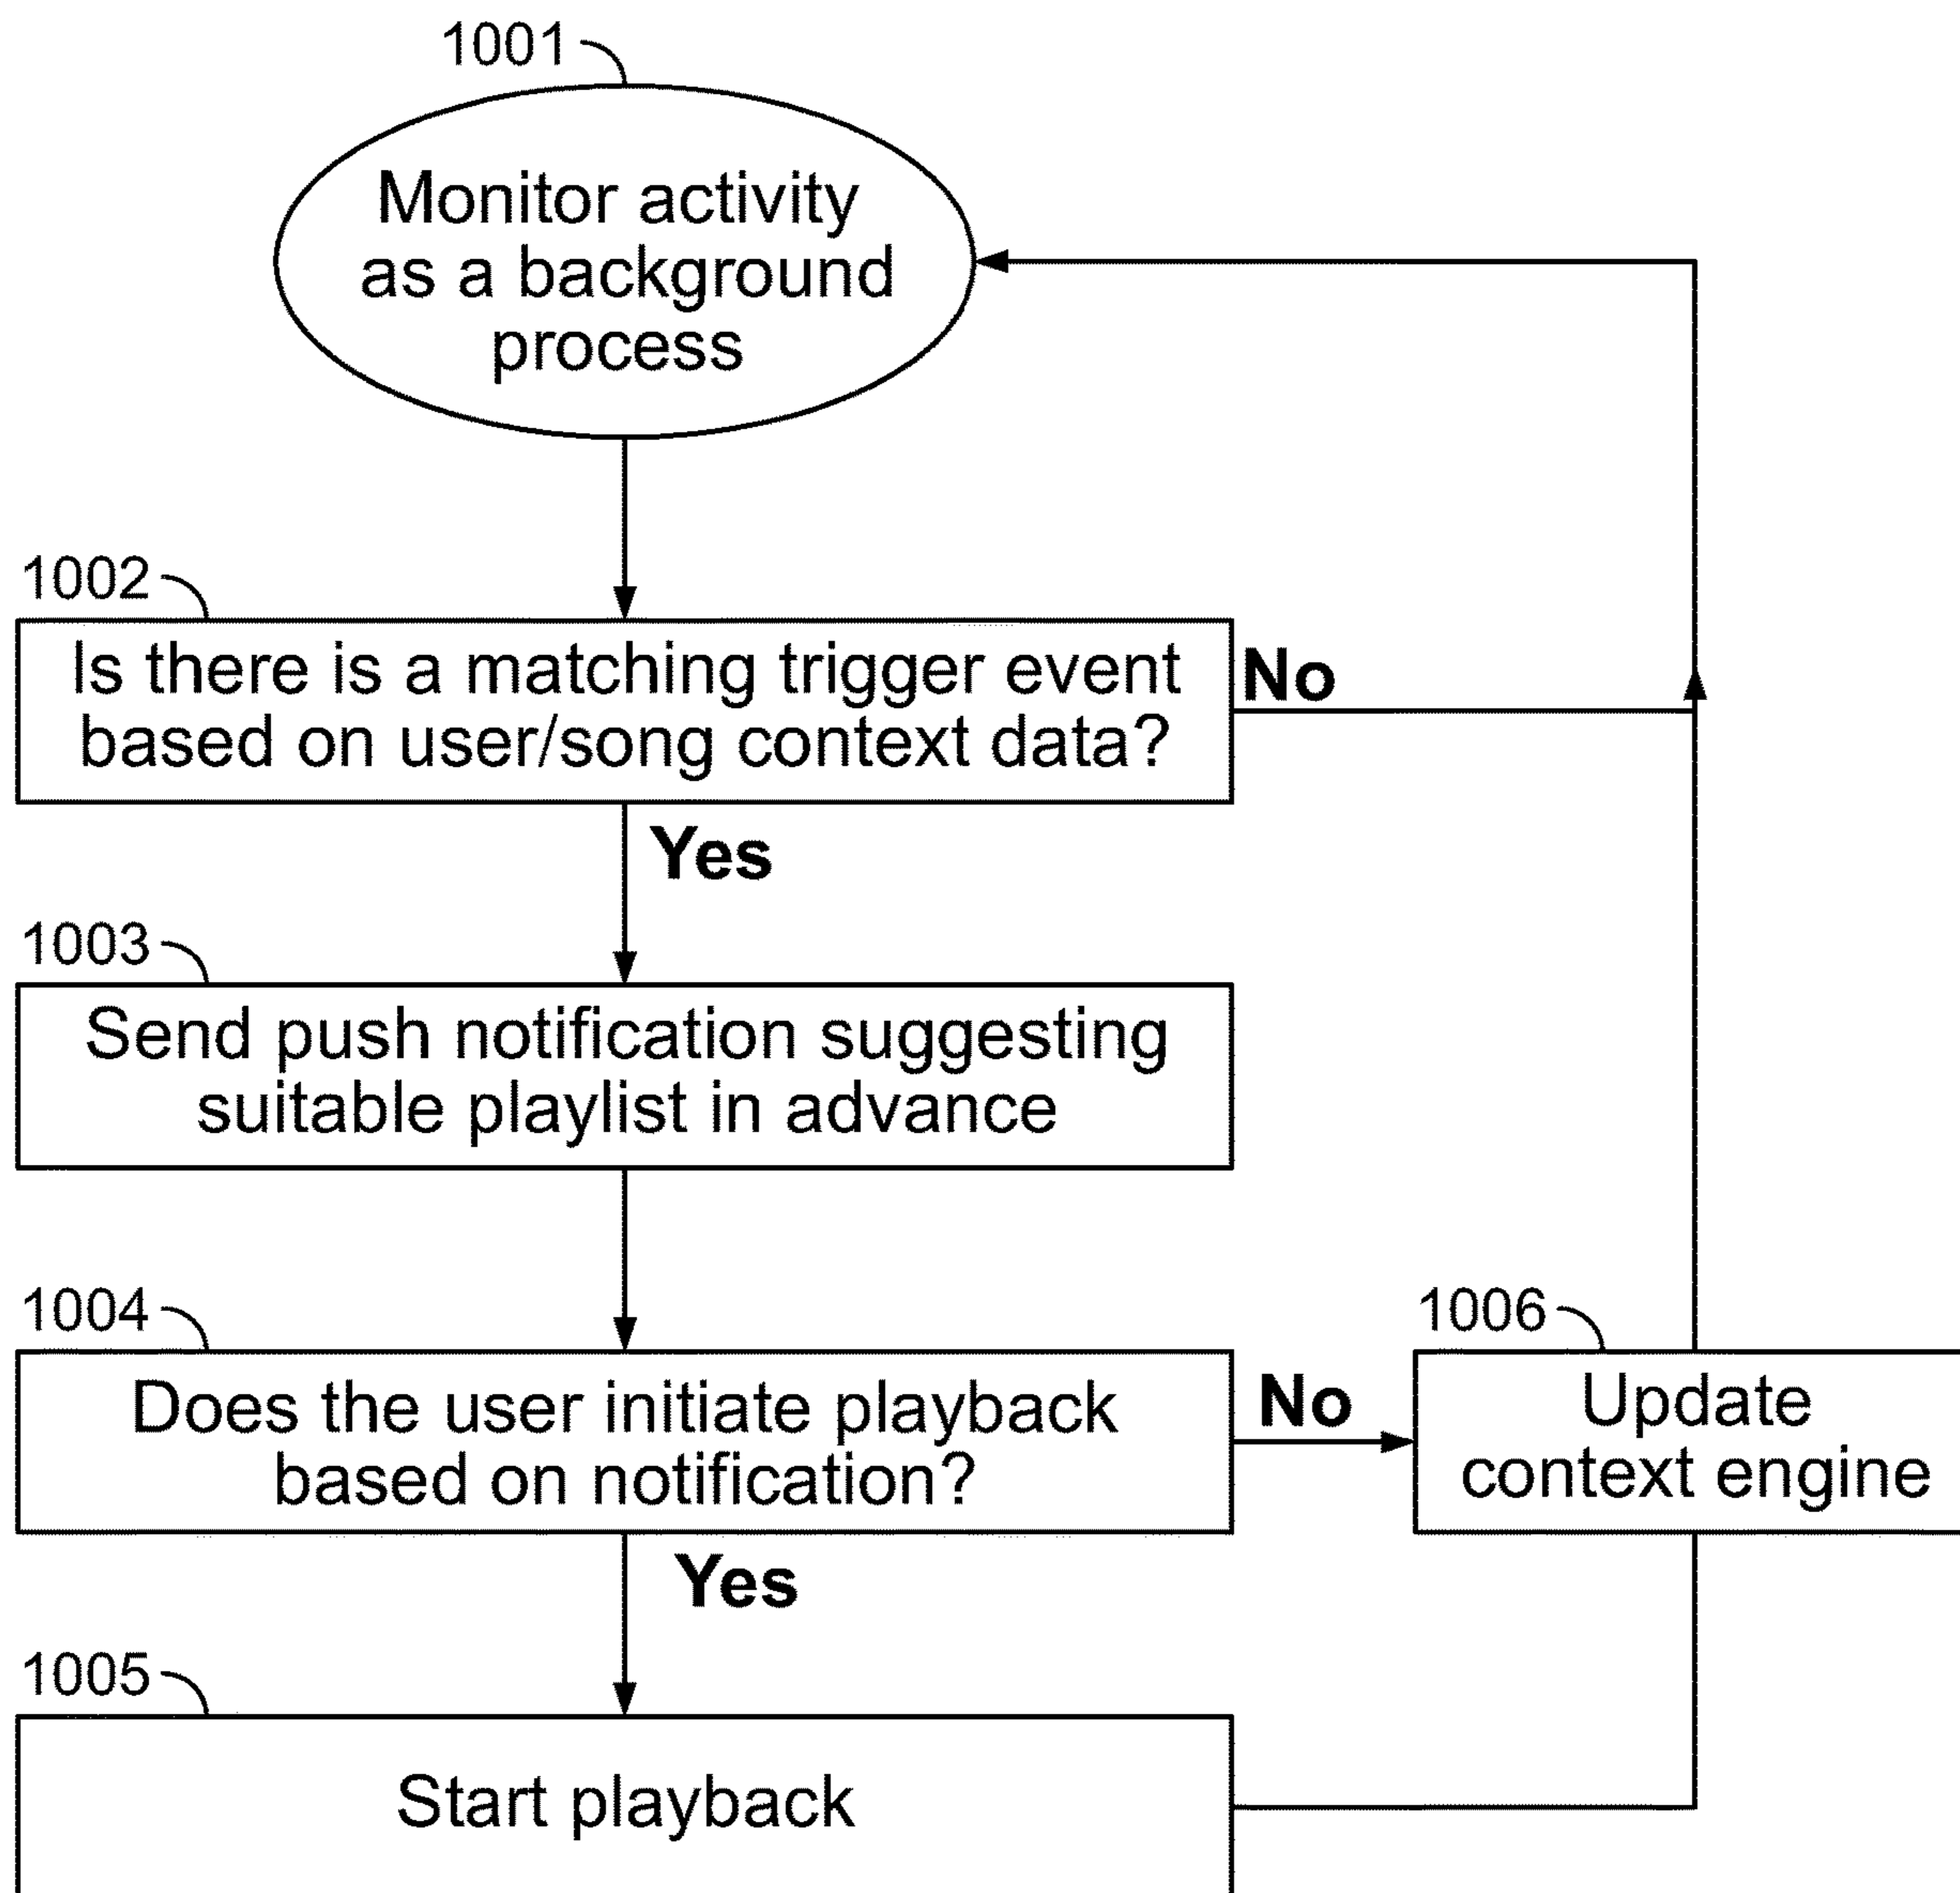 1001
Monitor activity
as a background
process
1002
Is there is a matching trigger event
based on user/song context data?
No
Yes
1003
Send push notification suggesting
suitable playlist in advance
1004
Does the user initiate playback
based on notification?
No
1006
Update
context engine
Yes
1005
Start playback